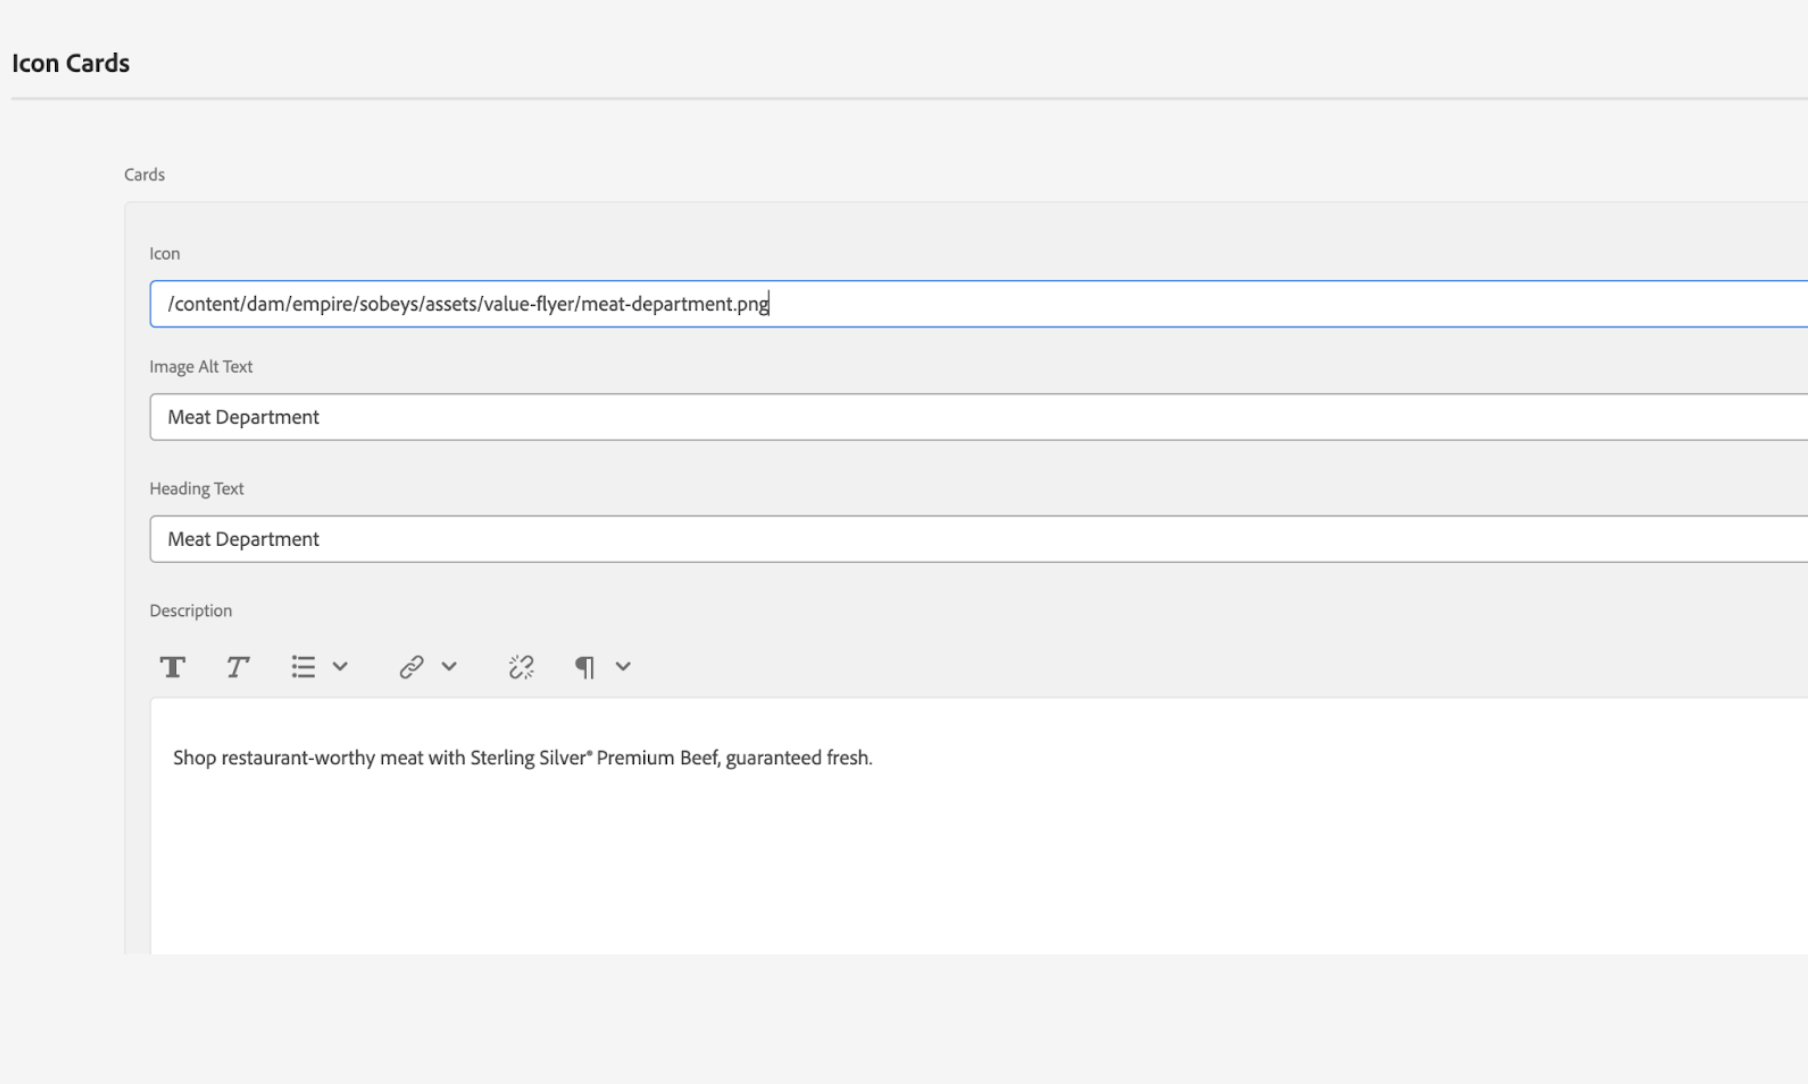 Icon Cards
Cards
Icon
/content/dam/empire/sobeys/assets/value-flyer/meat-department.png
Image Alt Text
Meat Department
Heading Text
Meat Department
Description
Shop restaurant-worthy meat with Sterling Silver® Premium Beef, guaranteed fresh.